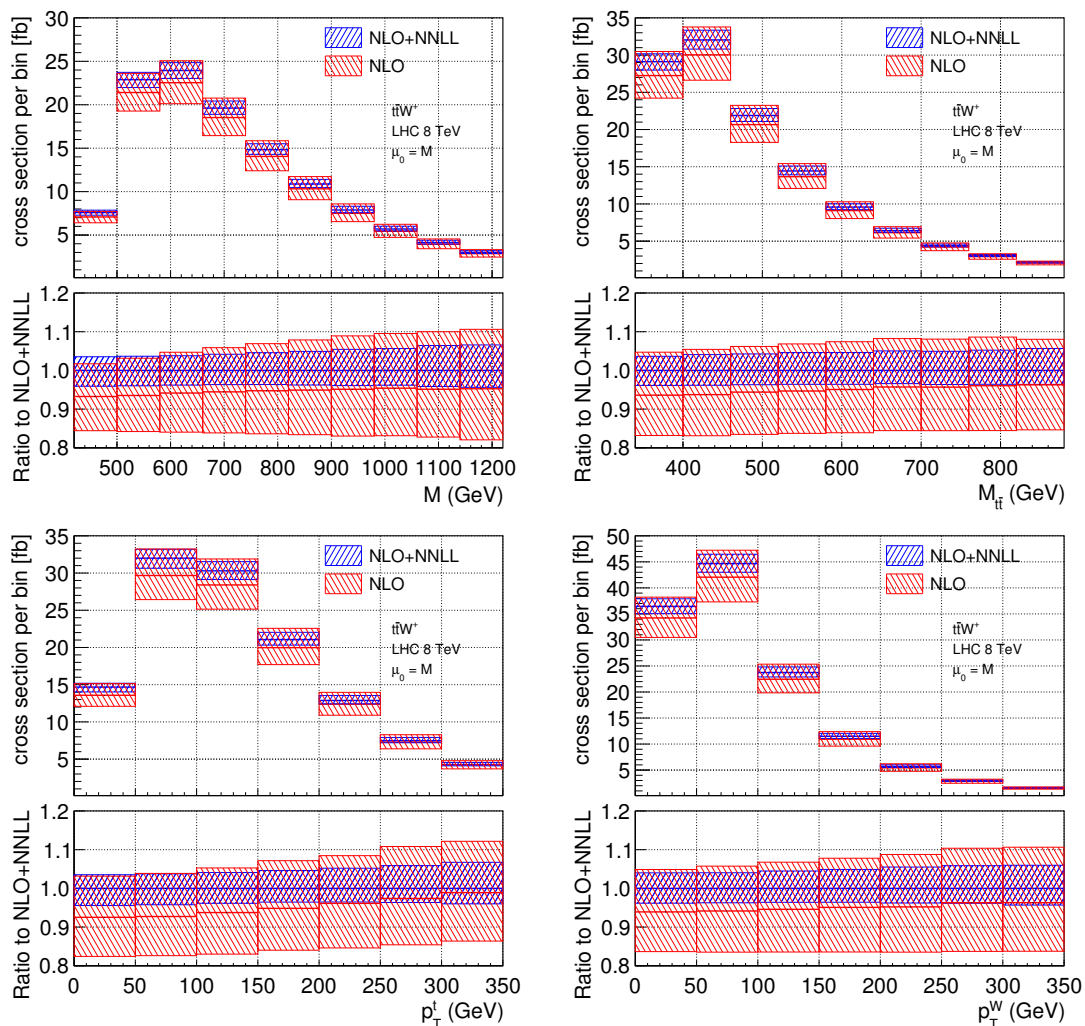 cross section per bin [fb]
30
25
20
15
10
5
NLO+NNLL
NLO
tt̄W⁺
LHC 8 TeV
μ₀ = M
Ratio to NLO+NNLL
1.2
1.1
1.0
0.9
0.8
500 600 700 800 900 1000 1100 1200
M (GeV)
cross section per bin [fb]
35
30
25
20
15
10
5
NLO+NNLL
NLO
tt̄W⁺
LHC 8 TeV
μ₀ = M
Ratio to NLO+NNLL
1.2
1.1
1.0
0.9
0.8
400 500 600 700 800
M_tt̄ (GeV)
cross section per bin [fb]
35
30
25
20
15
10
5
NLO+NNLL
NLO
tt̄W⁺
LHC 8 TeV
μ₀ = M
Ratio to NLO+NNLL
1.2
1.1
1.0
0.9
0.8
0 50 100 150 200 250 300 350
p_T^t (GeV)
cross section per bin [fb]
50
45
40
35
30
25
20
15
10
5
NLO+NNLL
NLO
tt̄W⁺
LHC 8 TeV
μ₀ = M
Ratio to NLO+NNLL
1.2
1.1
1.0
0.9
0.8
0 50 100 150 200 250 300 350
p_T^W (GeV)